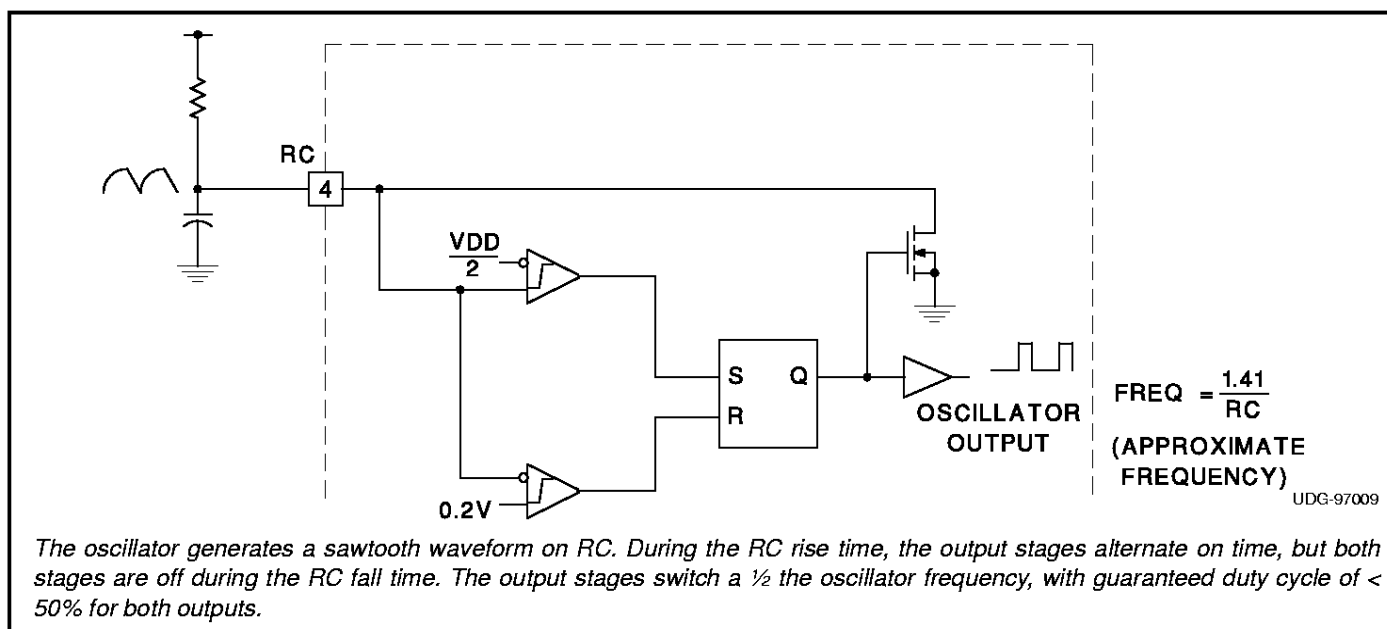 RC
4
VDD
2
S Q
R
0.2V
OSCILLATOR
OUTPUT
FREQ = 1.41
RC
(APPROXIMATE
FREQUENCY)
UDG-97009
The oscillator generates a sawtooth waveform on RC. During the RC rise time, the output stages alternate on time, but both
stages are off during the RC fall time. The output stages switch a ½ the oscillator frequency, with guaranteed duty cycle of <
50% for both outputs.